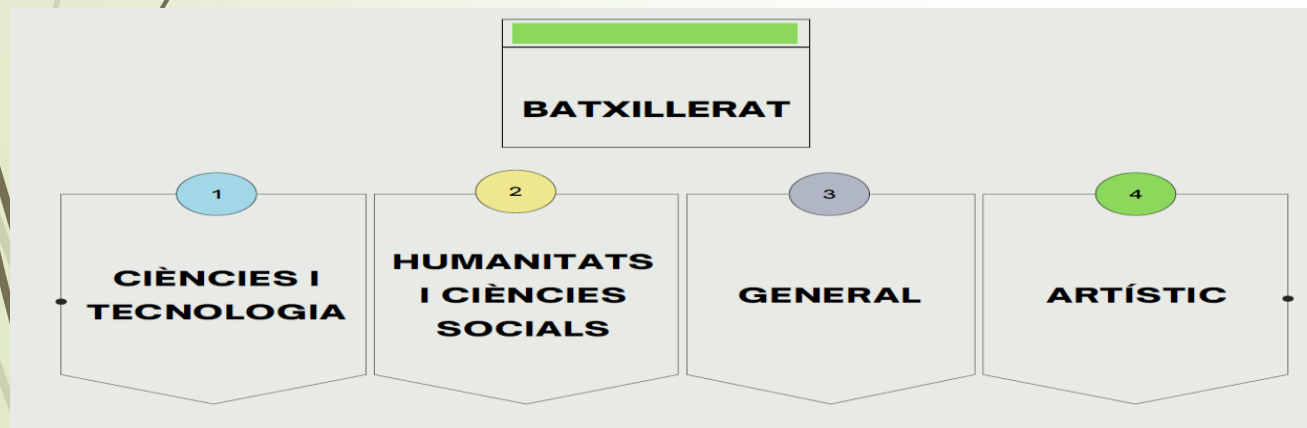 BATXILLERAT
1
CIÈNCIES I
TECNOLOGIA
2
HUMANITATS
I CIÈNCIES
SOCIALS
3
GENERAL
4
ARTÍSTIC